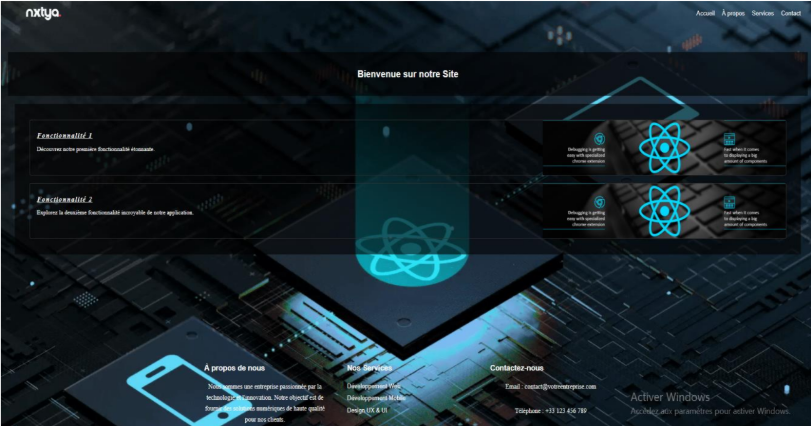 nxtya.
Accueil À propos Services Contact
Bienvenue sur notre Site
Fonctionnalité 1
Découvrez notre première fonctionnalité étonnante.
Debugging is getting
easy with specialized
chrome extension
Fast when it comes
to displaying a big
amount of components
Fonctionnalité 2
Explorez la deuxième fonctionnalité incroyable de notre application.
Debugging is getting
easy with specialized
chrome extension
Fast when it comes
to displaying a big
amount of components
À propos de nous
Nous sommes une entreprise passionnée par la
technologie et l'innovation. Notre objectif est de
fournir des solutions numériques de haute qualité
pour nos clients.
Nos Services
Développement Web
Développement Mobile
Design UX & UI
Contactez-nous
Email : contact@votreentreprise.com
Téléphone : +33 123 456 789
Activer Windows
Accédez aux paramètres pour activer Windows.